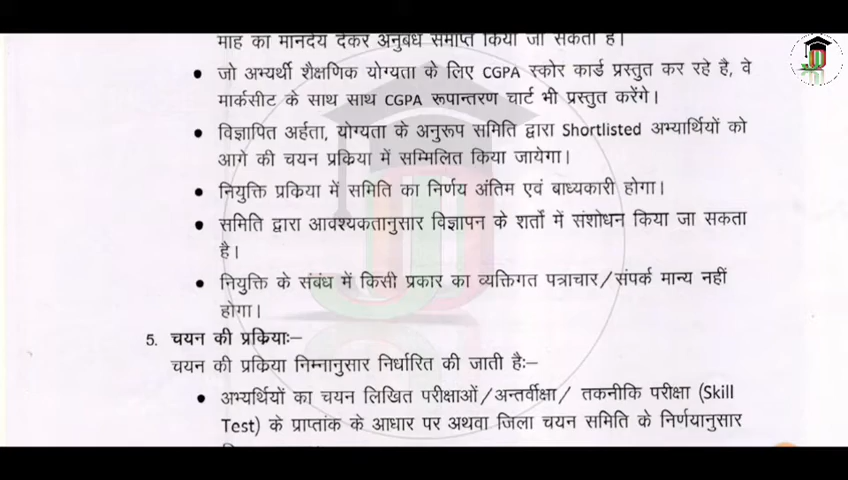 माह का मानदेय देकर अनुबंध समाप्त किया जा सकता है।
• जो अभ्यर्थी शैक्षणिक योग्यता के लिए CGPA स्कोर कार्ड प्रस्तुत कर रहे है, वे
मार्कसीट के साथ साथ CGPA रूपान्तरण चार्ट भी प्रस्तुत करेंगे।
• विज्ञापित अर्हता, योग्यता के अनुरूप समिति द्वारा Shortlisted अभ्यार्थियों को
आगे की चयन प्रकिया में सम्मिलित किया जायेगा।
• नियुक्ति प्रकिया में समिति का निर्णय अंतिम एवं बाध्यकारी होगा।
• समिति द्वारा आवश्यकतानुसार विज्ञापन के शर्तो में संशोधन किया जा सकता
है।
• नियुक्ति के संबंध में किसी प्रकार का व्यक्तिगत पत्राचार/संपर्क मान्य नहीं
होगा।
5. चयन की प्रकियाः–
चयन की प्रकिया निम्नानुसार निर्धारित की जाती हैः–
• अभ्यर्थियों का चयन लिखित परीक्षाओं/अन्तर्वीक्षा/ तकनीकि परीक्षा (Skill
Test) के प्राप्तांक के आधार पर अथवा जिला चयन समिति के निर्णयानुसार